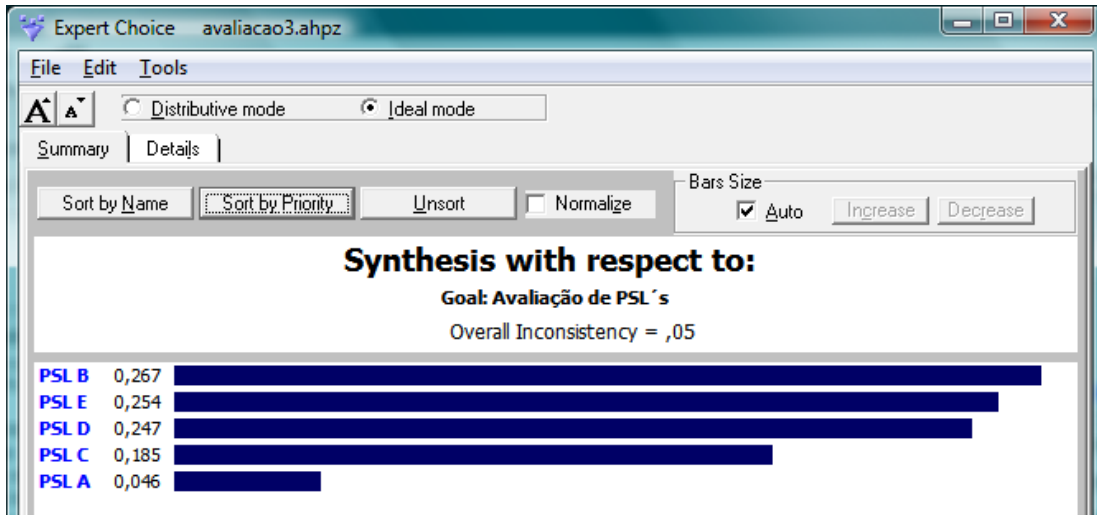 Expert Choice avaliacao3.ahpz
File Edit Tools
A A Distributive mode Ideal mode
Summary Details
Sort by Name Sort by Priority Unsort Normalize Bars Size Auto Increase Decrease
Synthesis with respect to:
Goal: Avaliação de PSL´s
Overall Inconsistency = ,05
PSL B 0,267
PSL E 0,254
PSL D 0,247
PSL C 0,185
PSL A 0,046